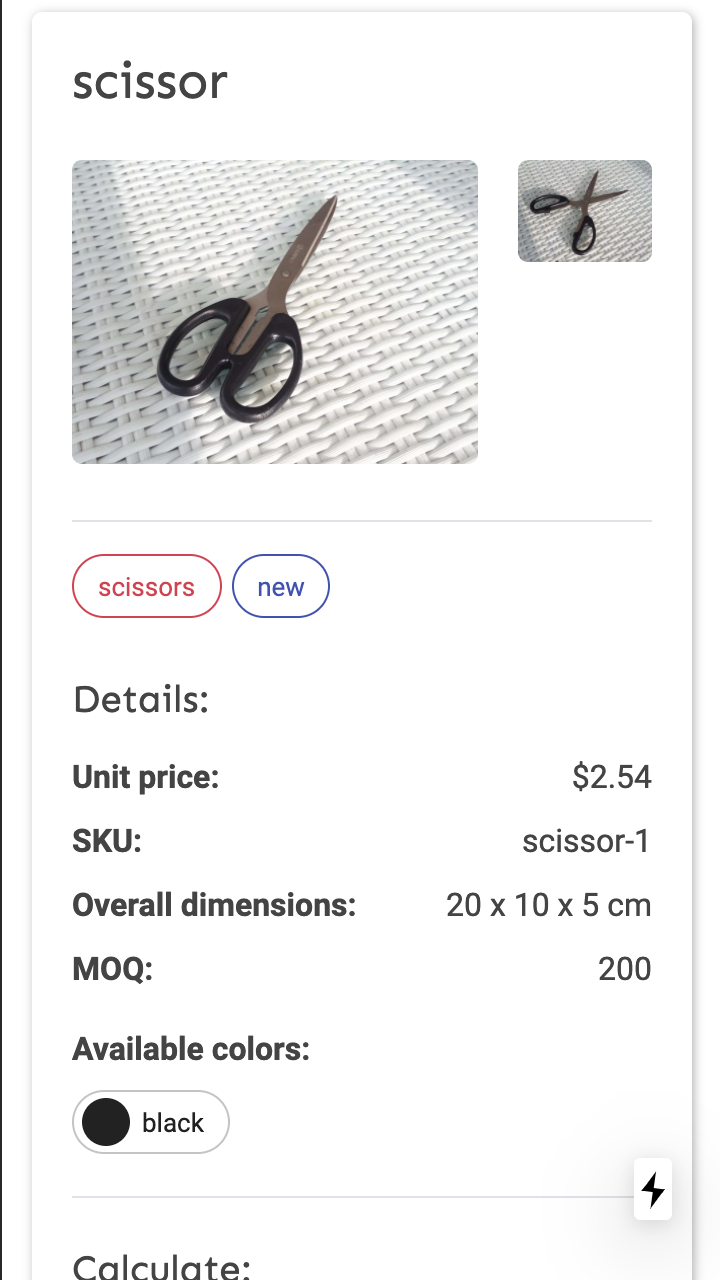 scissor
scissors new
Details:
Unit price: $2.54
SKU: scissor-1
Overall dimensions: 20 x 10 x 5 cm
MOQ: 200
Available colors:
black
Calculate: